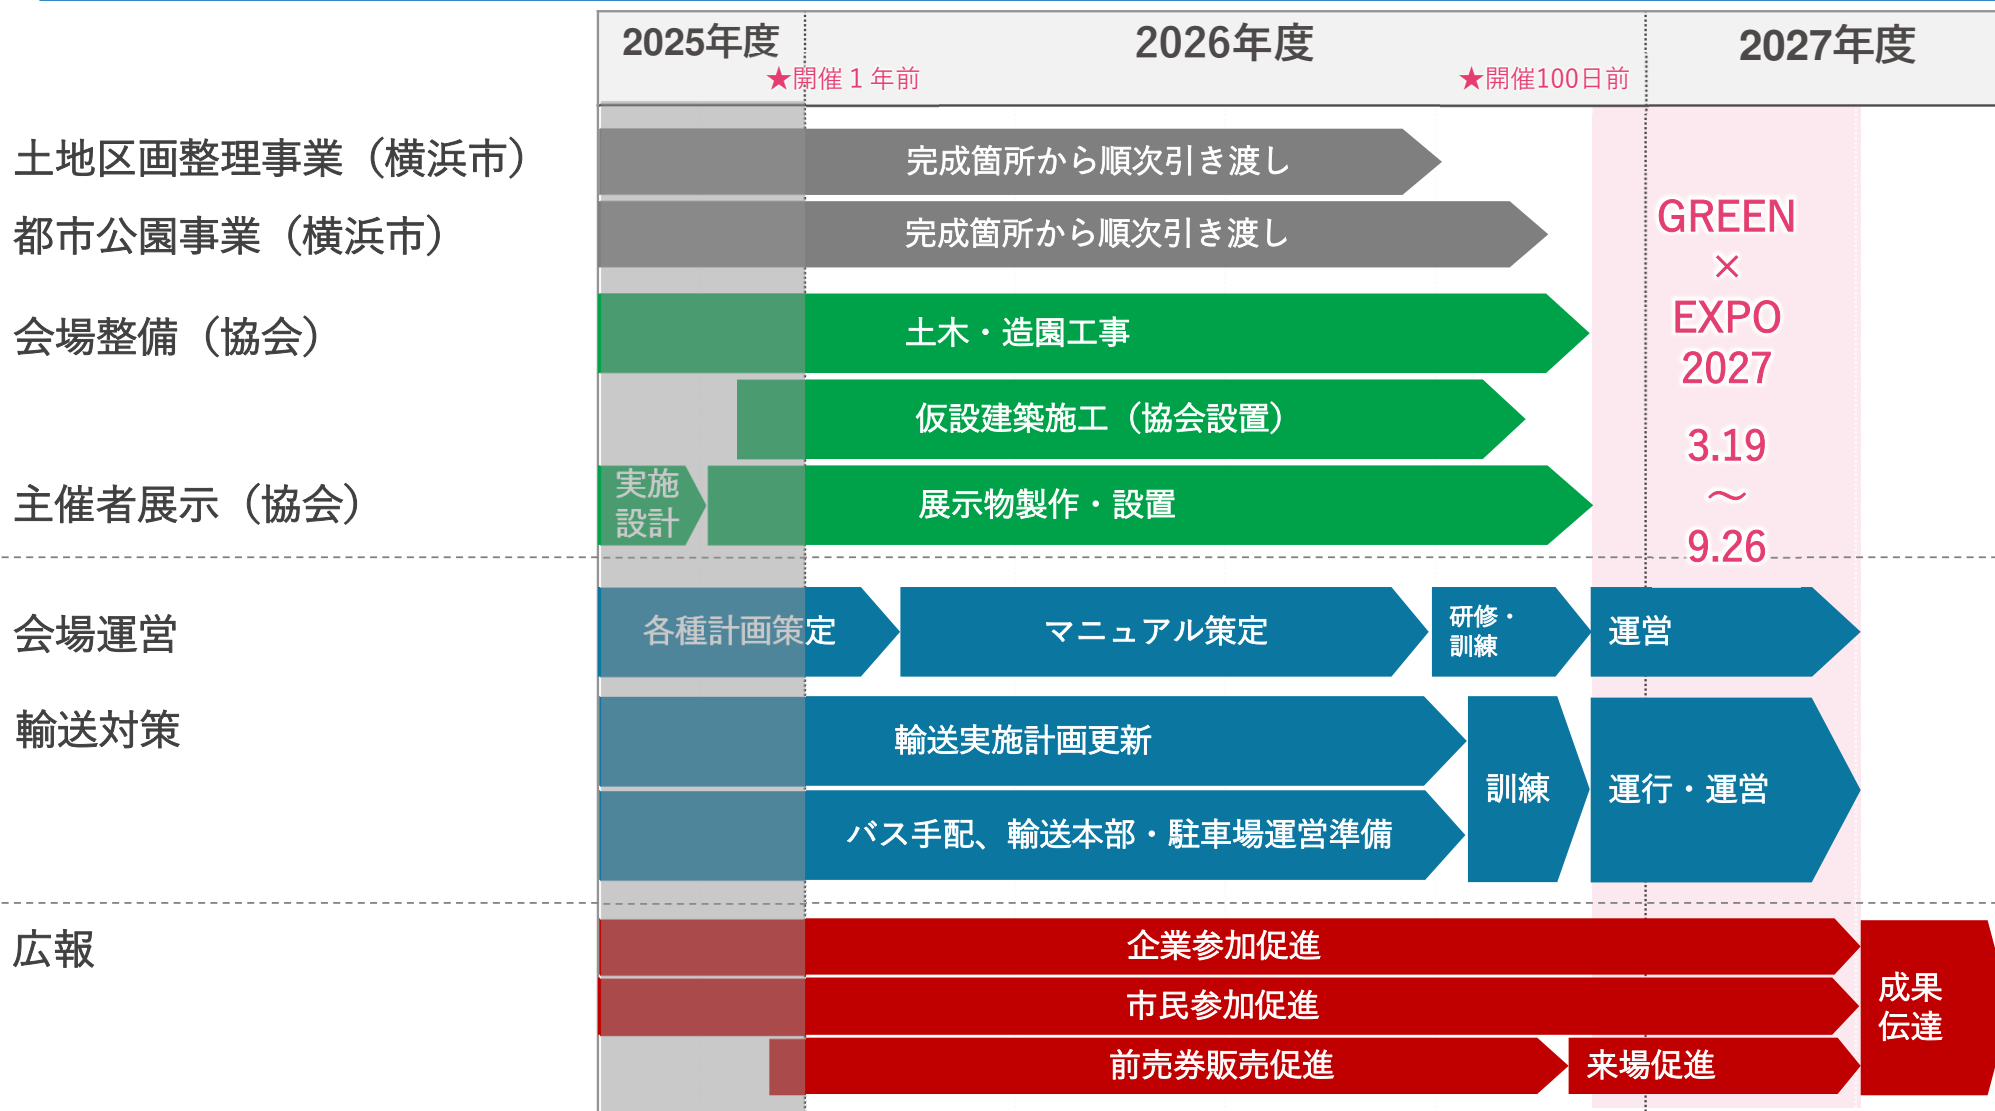 2025年度
2026年度
2027年度
★開催1年前
★開催100日前
土地区画整理事業（横浜市）
完成箇所から順次引き渡し
都市公園事業（横浜市）
完成箇所から順次引き渡し
GREEN
×
EXPO
2027
3.19
～
9.26
会場整備（協会）
土木・造園工事
仮設建築施工（協会設置）
主催者展示（協会）
実施
設計
展示物製作・設置
会場運営
各種計画策定
マニュアル策定
研修・
訓練
運営
輸送対策
輸送実施計画更新
バス手配、輸送本部・駐車場運営準備
訓練
運行・運営
広報
企業参加促進
市民参加促進
前売券販売促進
来場促進
成果
伝達